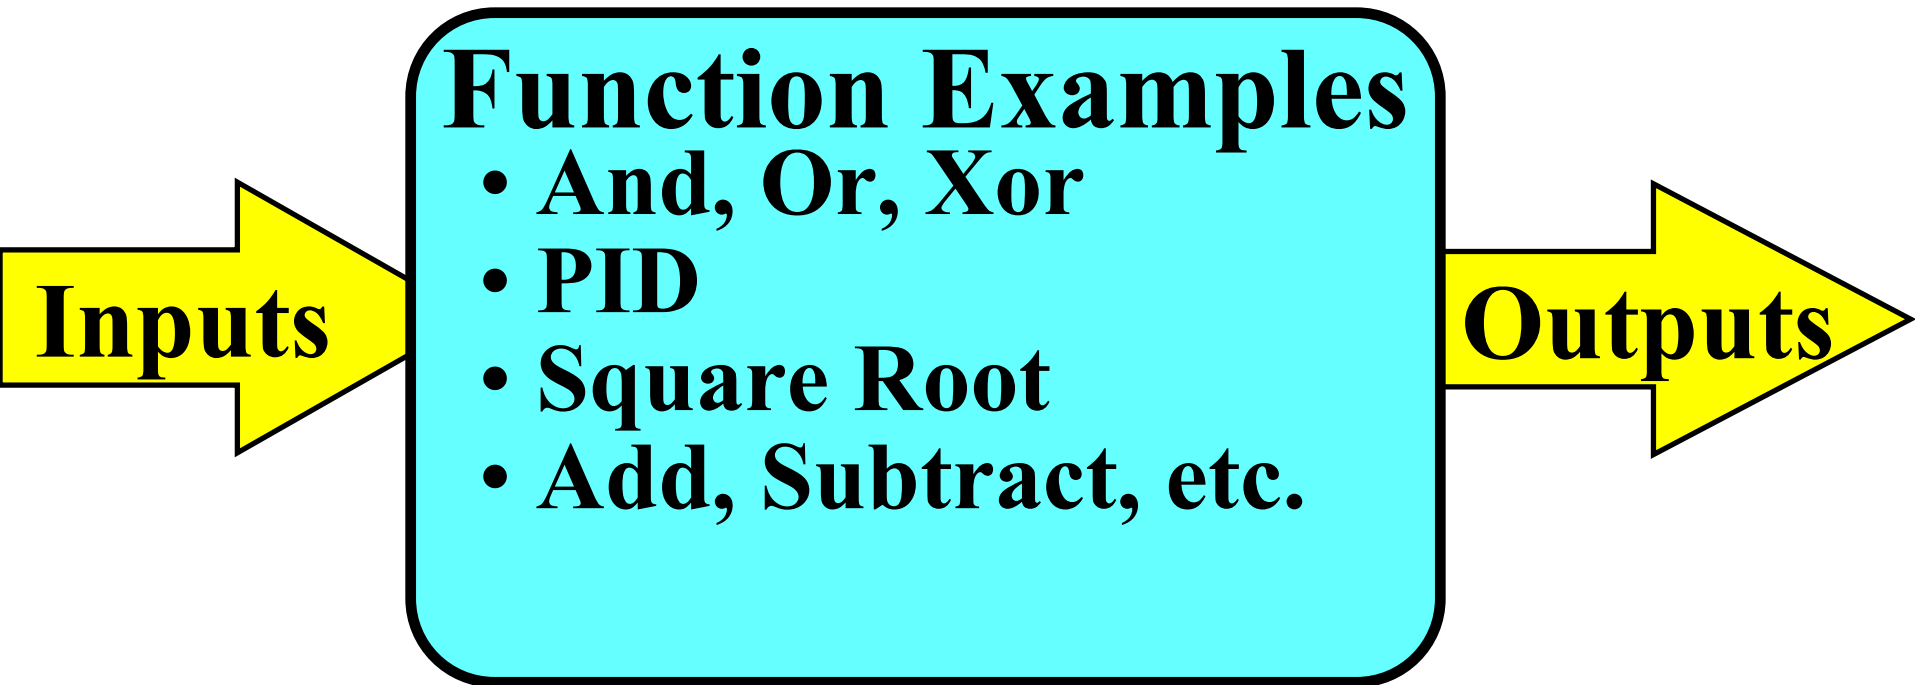 Function Examples
• And, Or, Xor
• PID
• Square Root
• Add, Subtract, etc.
Inputs
Outputs